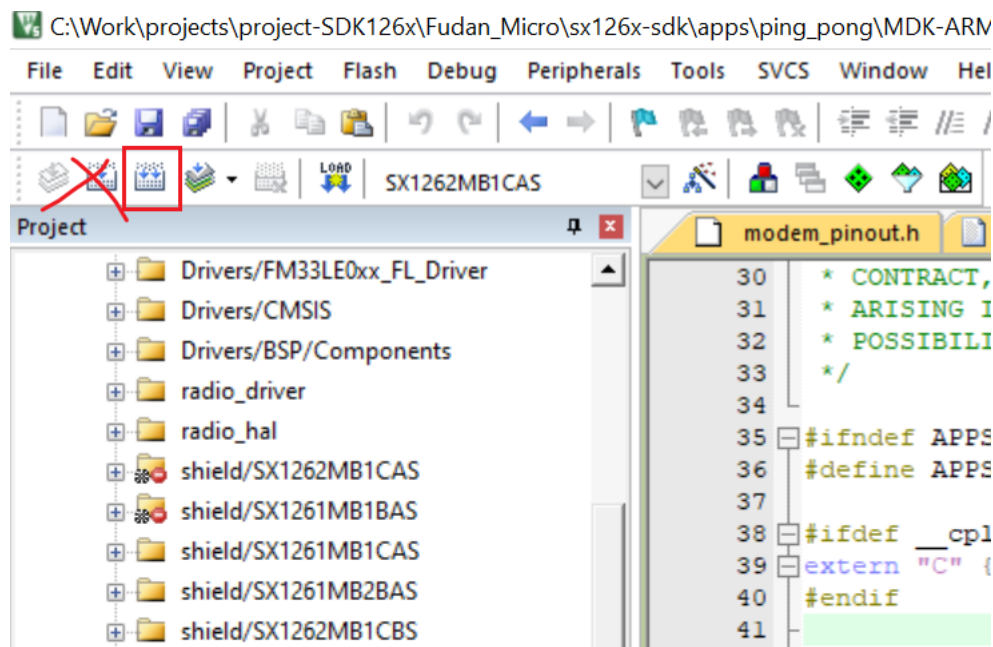 C:\Work\projects\project-SDK126x\Fudan_Micro\sx126x-sdk\apps\ping_pong\MDK-ARM
File Edit View Project Flash Debug Peripherals Tools SVCS Window Hel
LOAD SX1262MB1CAS
Project
modem_pinout.h
Drivers/FM33LE0xx_FL_Driver
Drivers/CMSIS
Drivers/BSP/Components
radio_driver
radio_hal
shield/SX1262MB1CAS
shield/SX1261MB1BAS
shield/SX1261MB1CAS
shield/SX1261MB2BAS
shield/SX1262MB1CBS
30 * CONTRACT,
31 * ARISING I
32 * POSSIBILI
33 */
34
35 #ifndef APPS
36 #define APPS
37
38 #ifdef __cpl
39 extern "C" {
40 #endif
41